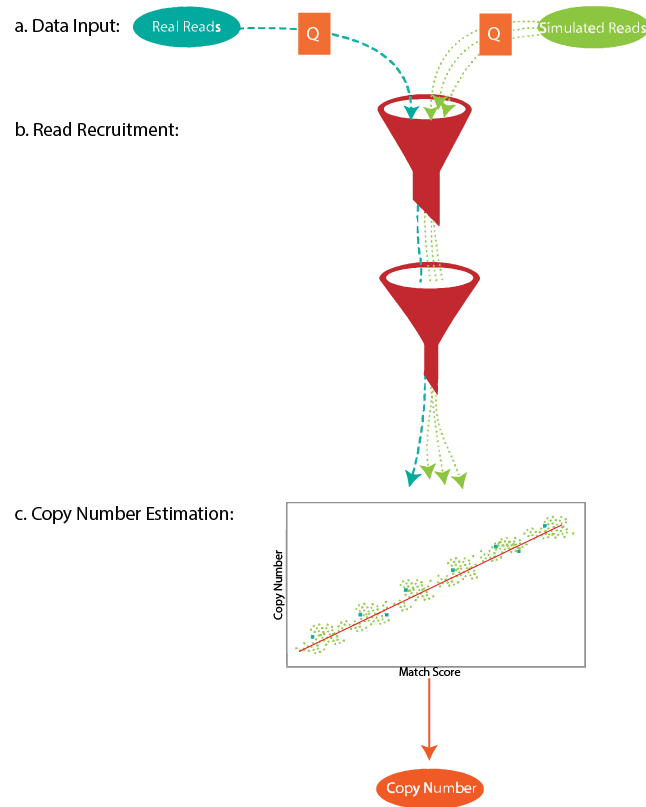 a. Data Input:
Real Reads
Q
Q
Simulated Reads
b. Read Recruitment:
c. Copy Number Estimation:
Copy Number
Match Score
Copy Number